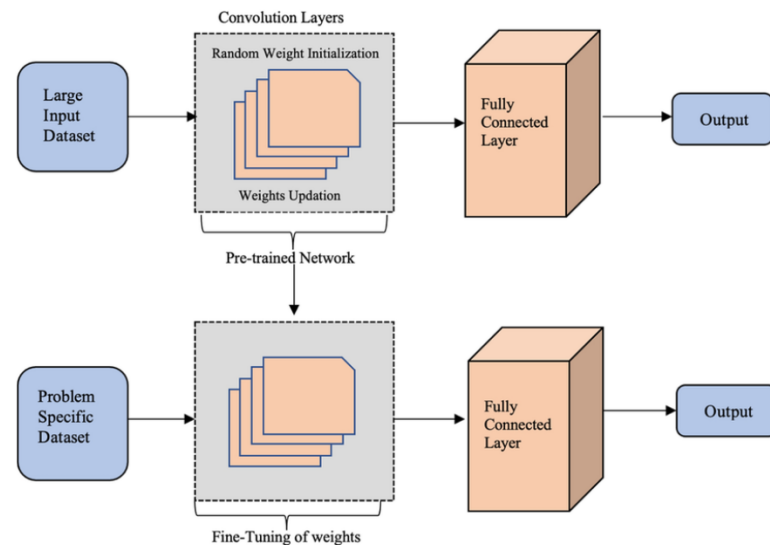 Convolution Layers
Random Weight Initialization
Large
Input
Dataset
Fully
Connected
Layer
Output
Weights Updation
Pre-trained Network
Problem
Specific
Dataset
Fully
Connected
Layer
Output
Fine-Tuning of weights